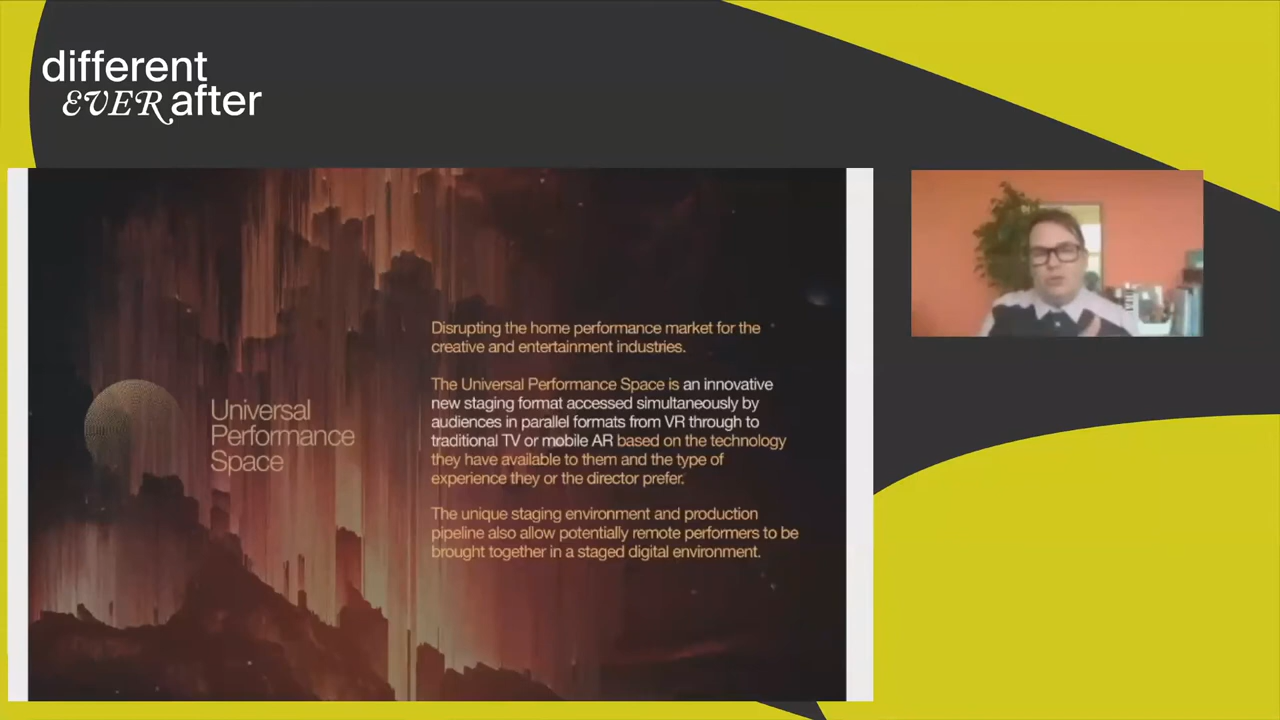 different
EVER after
Universal
Performance
Space
Disrupting the home performance market for the
creative and entertainment industries.
The Universal Performance Space is an innovative
new staging format accessed simultaneously by
audiences in parallel formats from VR through to
traditional TV or mobile AR based on the technology
they have available to them and the type of
experience they or the director prefer.
The unique staging environment and production
pipeline also allow potentially remote performers to be
brought together in a staged digital environment.